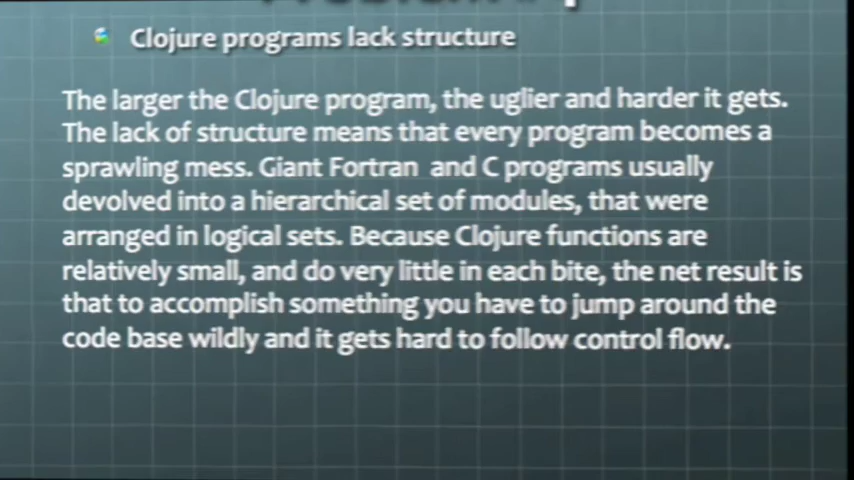 Clojure programs lack structure
The larger the Clojure program, the uglier and harder it gets.
The lack of structure means that every program becomes a
sprawling mess. Giant Fortran and C programs usually
devolved into a hierarchical set of modules, that were
arranged in logical sets. Because Clojure functions are
relatively small, and do very little in each bite, the net result is
that to accomplish something you have to jump around the
code base wildly and it gets hard to follow control flow.